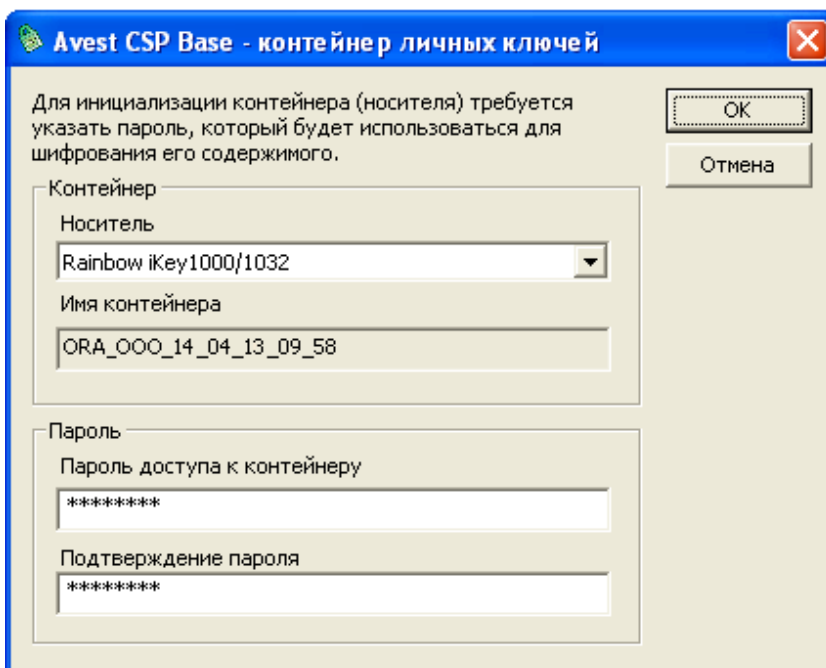 Avest CSP Base - контейнер личных ключей
Для инициализации контейнера (носителя) требуется
указать пароль, который будет использоваться для
шифрования его содержимого.
OK
Отмена
Контейнер
Носитель
Rainbow iKey1000/1032
Имя контейнера
ORA_OOO_14_04_13_09_58
Пароль
Пароль доступа к контейнеру
********
Подтверждение пароля
********